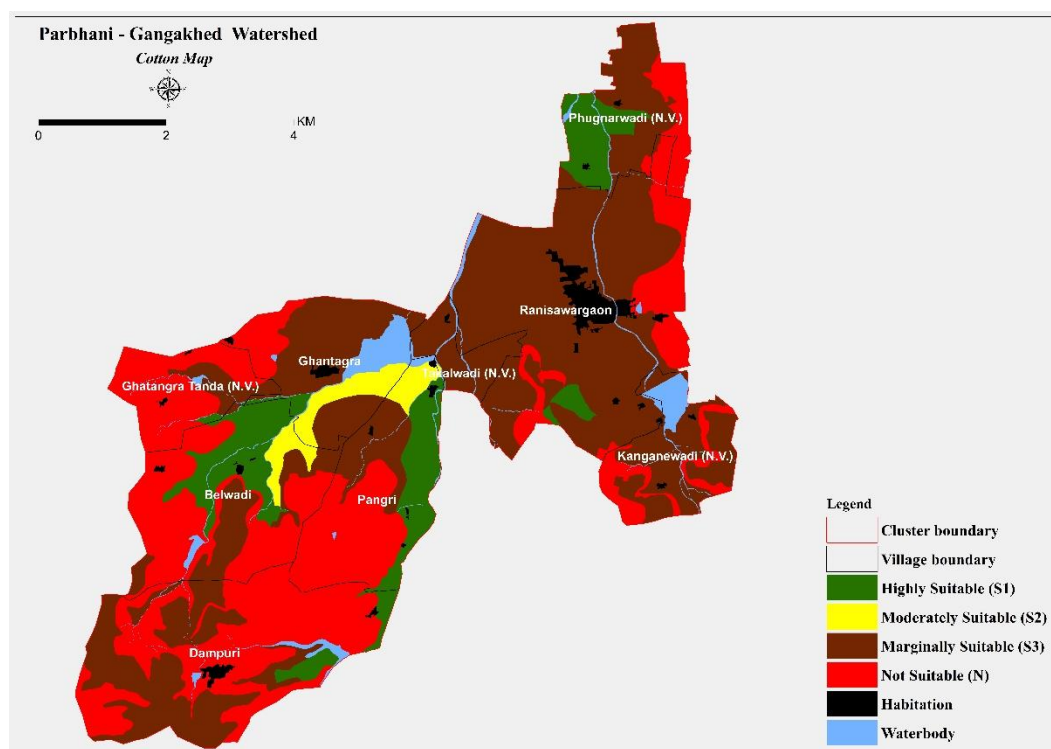 Parbhani - Gangakhed Watershed
Cotton Map
N
W
E
S
KM
0
2
4
Phugnarwadi (N.V.)
Ranisawargaon
Ghantagra
Ghatangra Tanda (N.V.)
Kanganewadi (N.V.)
Belwadi
Pangri
Dampuri
Legend
Cluster boundary
Village boundary
Highly Suitable (S1)
Moderately Suitable (S2)
Marginally Suitable (S3)
Not Suitable (N)
Habitation
Waterbody